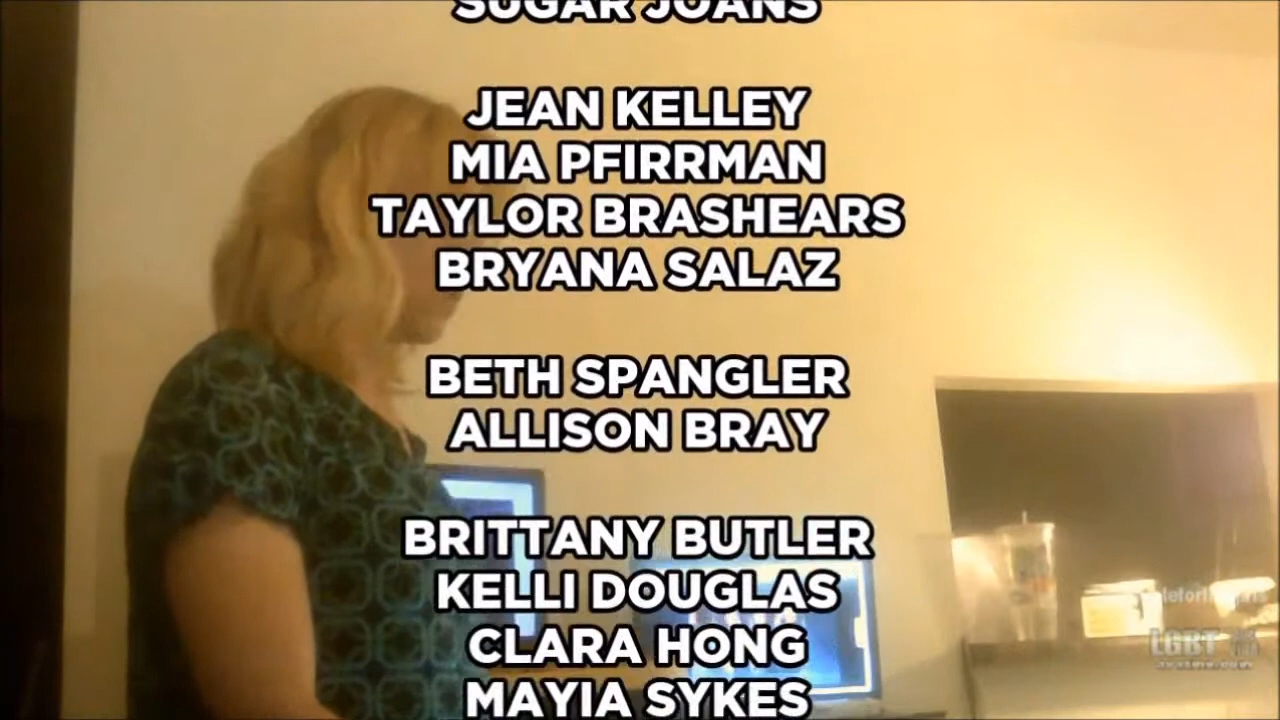 SUGAR JOANS
JEAN KELLEY
MIA PFIRRMAN
TAYLOR BRASHEARS
BRYANA SALAZ
BETH SPANGLER
ALLISON BRAY
BRITTANY BUTLER
KELLI DOUGLAS
CLARA HONG
MAYIA SYKES
LGBT